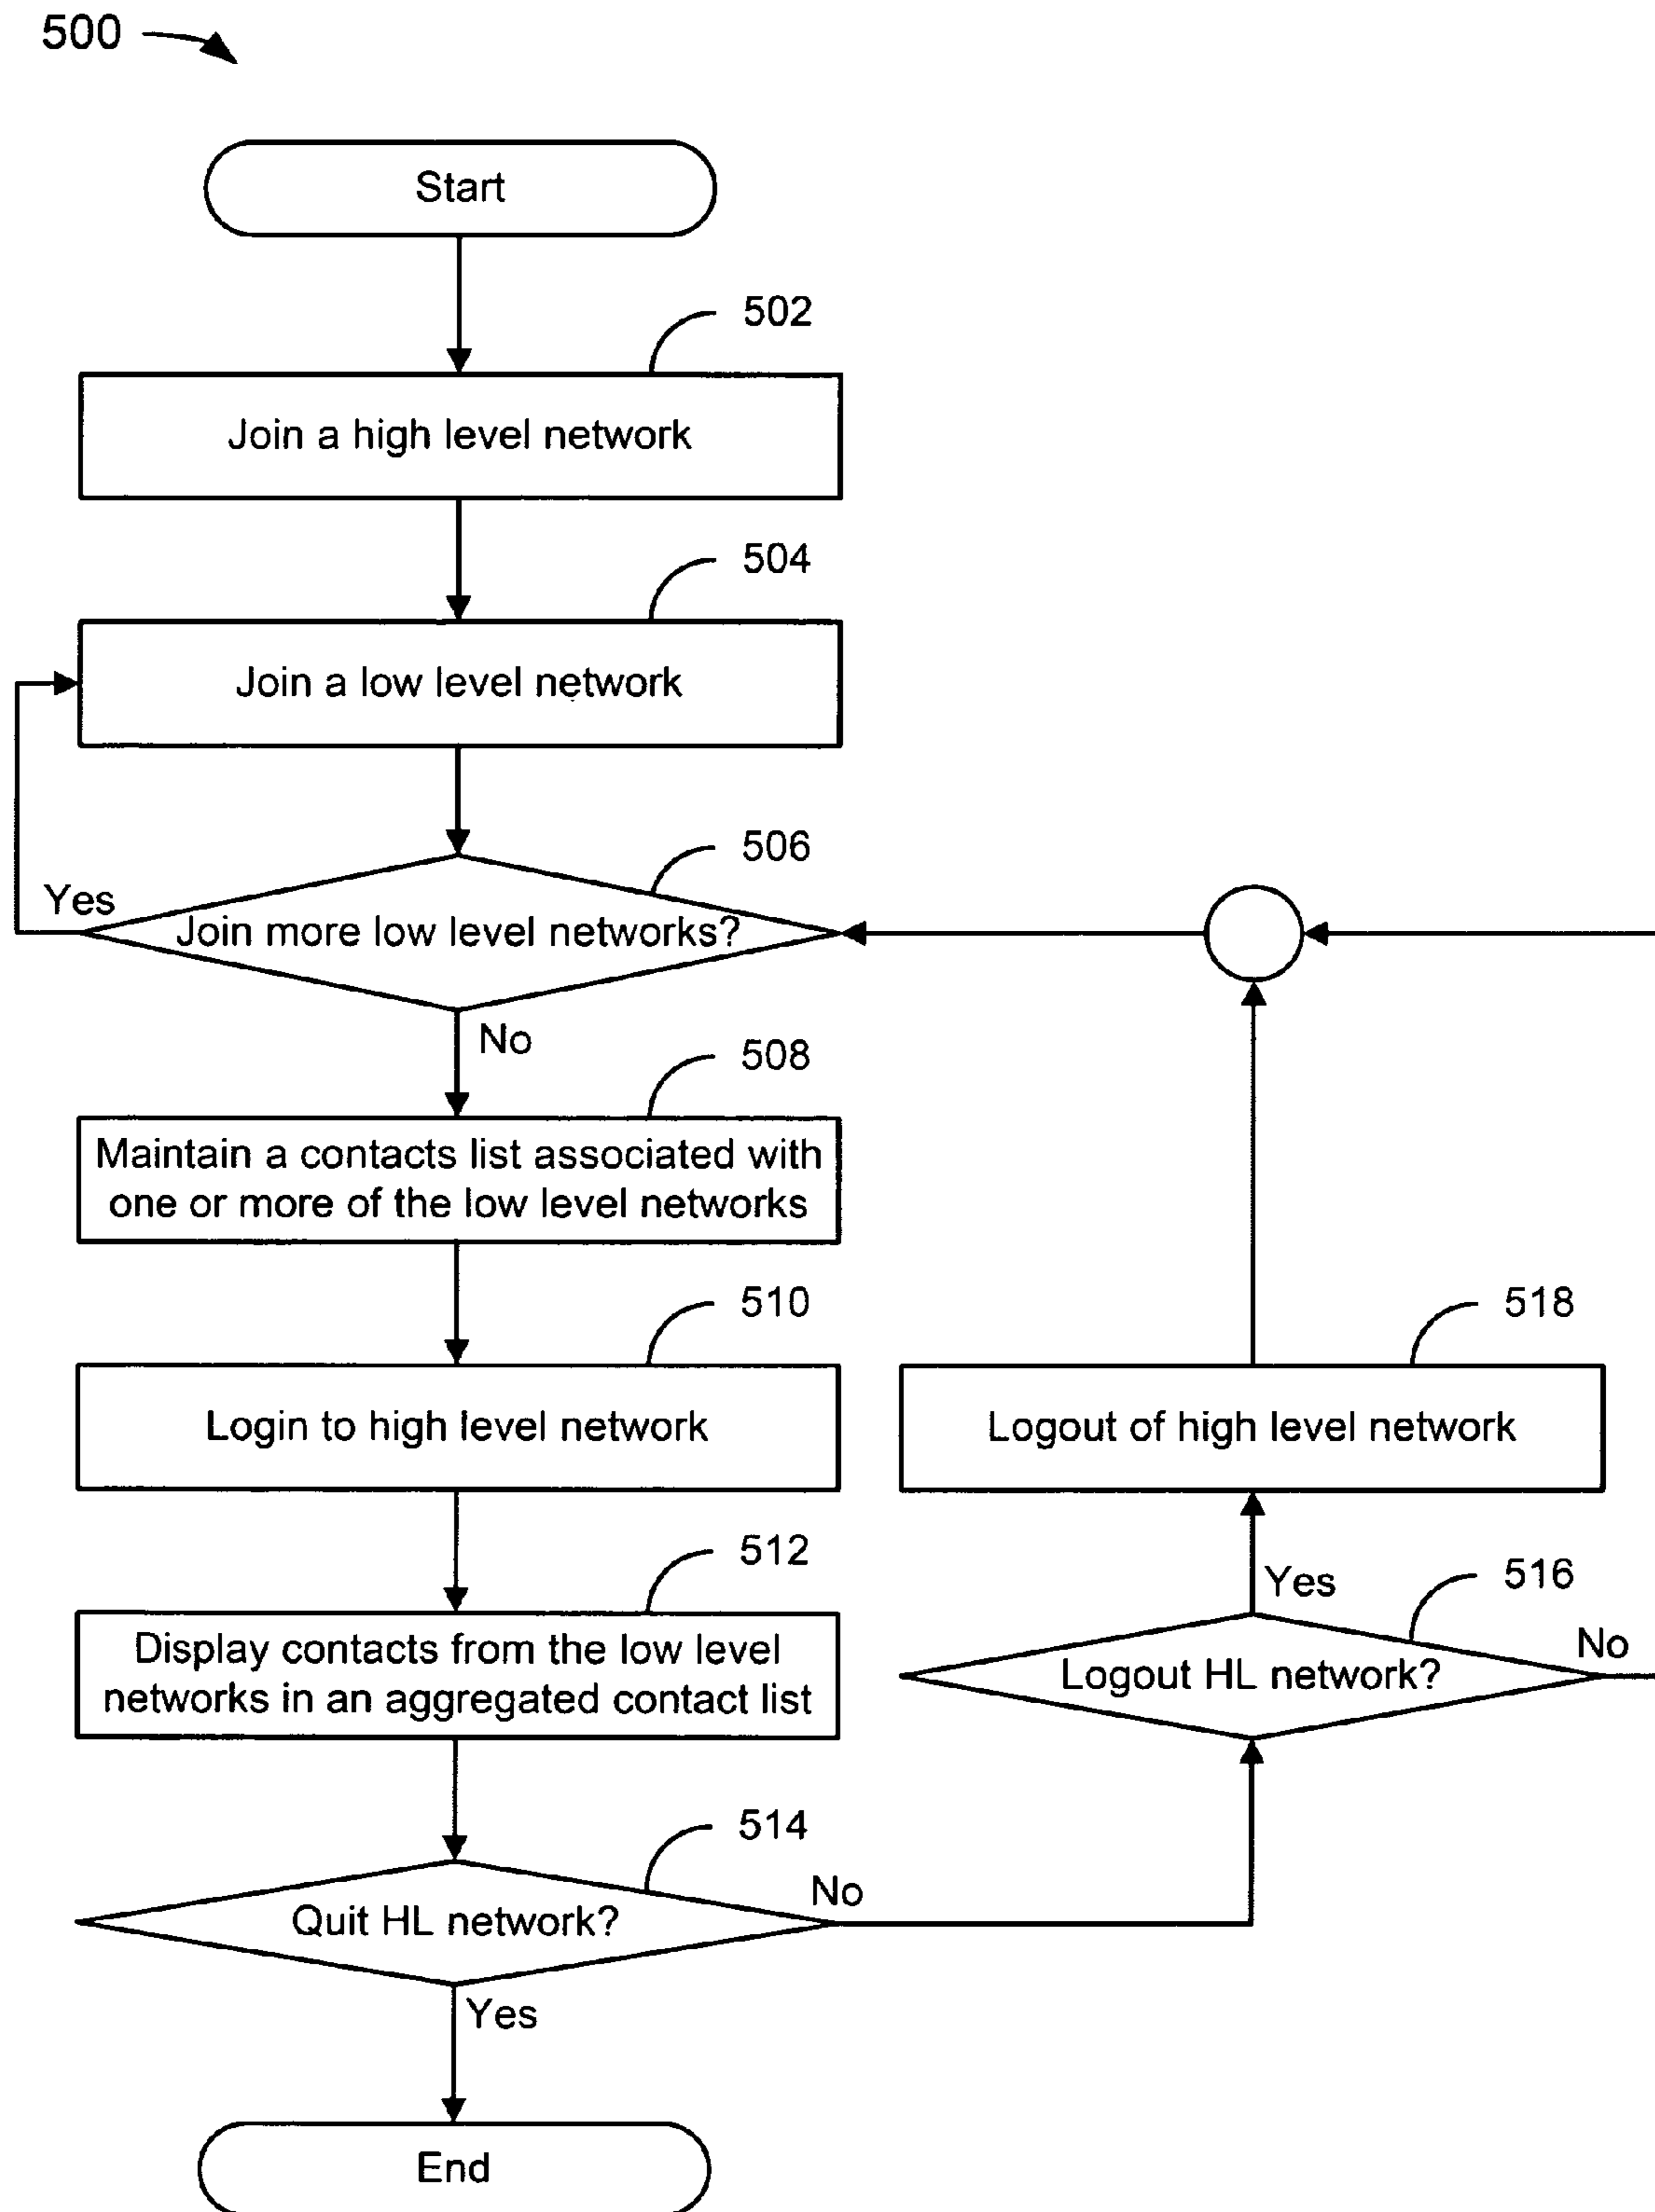 500
Start
502
Join a high level network
504
Join a low level network
506
Yes
Join more low level networks?
No
508
Maintain a contacts list associated with
one or more of the low level networks
510
518
Login to high level network
Logout of high level network
512
Yes
516
Display contacts from the low level
networks in an aggregated contact list
Logout HL network?
No
514
Quit HL network?
No
Yes
End